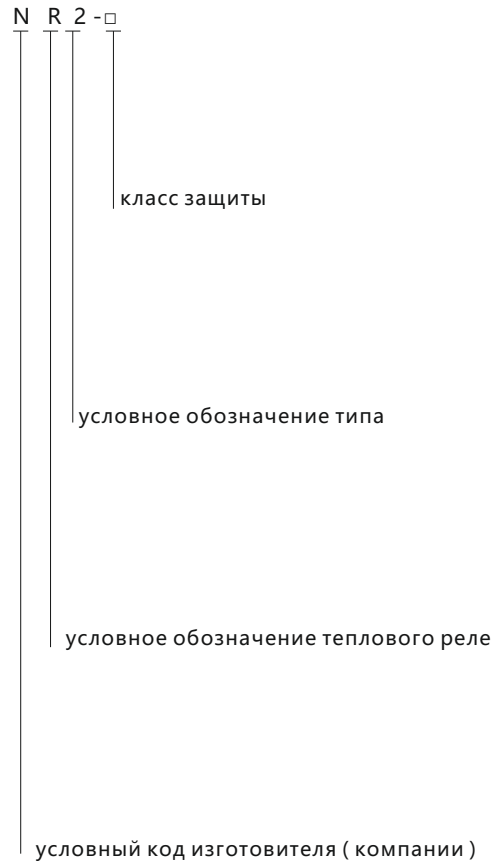 N R 2 -□
класс защиты
условное обозначение типа
условное обозначение теплового реле
условный код изготовителя ( компании )